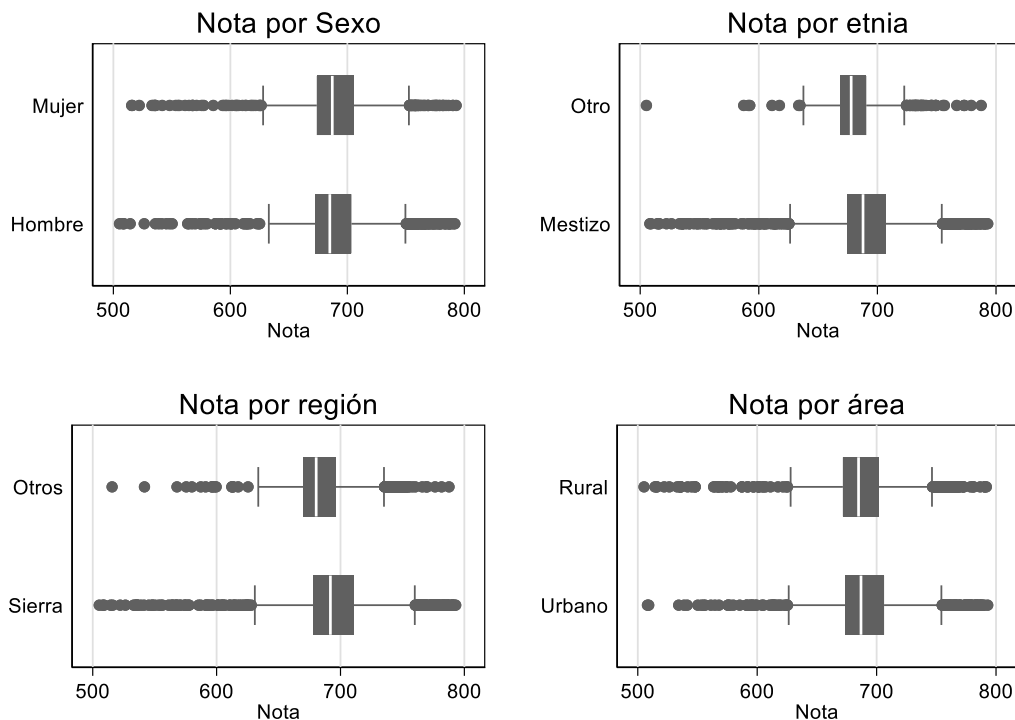 Nota por Sexo
Mujer
Hombre
500 600 700 800
Nota
Nota por etnia
Otro
Mestizo
500 600 700 800
Nota
Nota por región
Otros
Sierra
500 600 700 800
Nota
Nota por área
Rural
Urbano
500 600 700 800
Nota